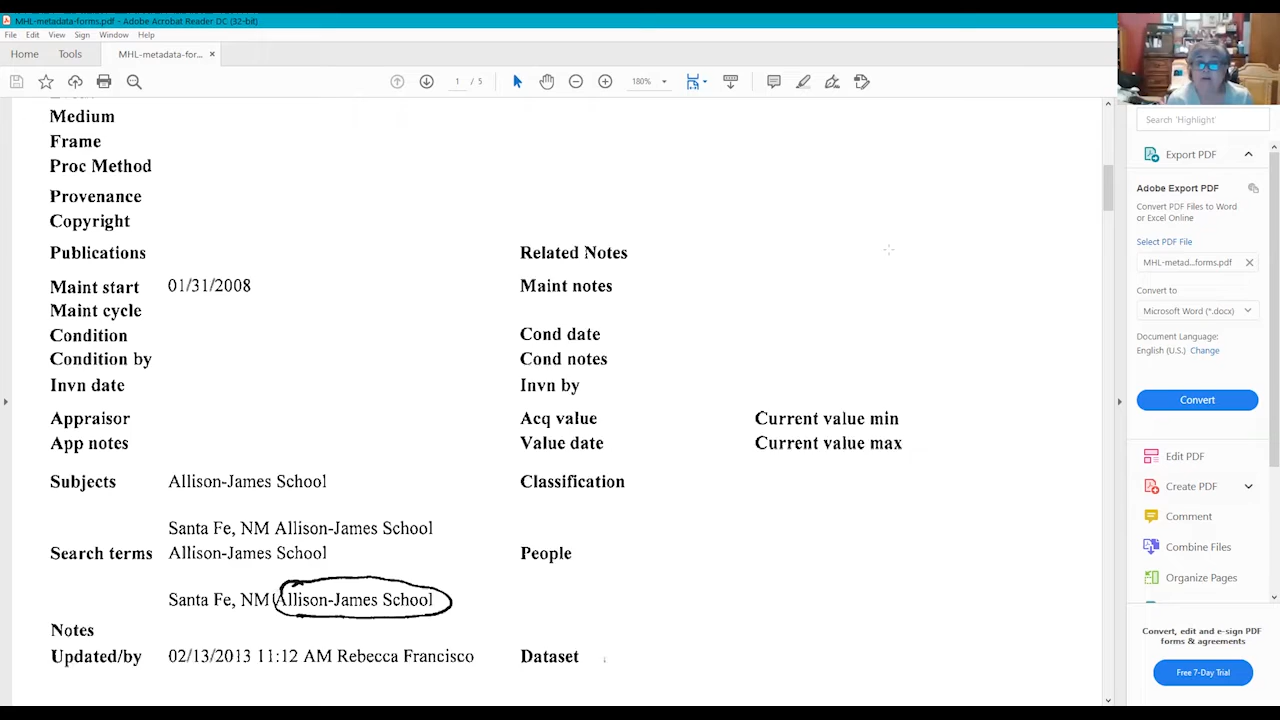 MHL-metadata-forms.pdf - Adobe Acrobat Reader DC (32-bit)
File Edit View Sign Window Help
Home Tools MHL-metadata-for... ×
1 / 5 180%
Medium
Frame
Proc Method
Provenance
Copyright
Publications Related Notes
Maint start 01/31/2008 Maint notes
Maint cycle
Condition Cond date
Condition by Cond notes
Invn date Invn by
Appraisor Acq value Current value min
App notes Value date Current value max
Subjects Allison-James School Classification
Santa Fe, NM Allison-James School
Search terms Allison-James School People
Santa Fe, NM Allison-James School
Notes
Updated/by 02/13/2013 11:12 AM Rebecca Francisco Dataset
Search 'Highlight'
Export PDF
Adobe Export PDF
Convert PDF Files to Word
or Excel Online
Select PDF File
MHL-metad...forms.pdf
Convert to
Microsoft Word (*.docx)
Document Language:
English (U.S.) Change
Convert
Edit PDF
Create PDF
Comment
Combine Files
Organize Pages
Convert, edit and e-sign PDF
forms & agreements
Free 7-Day Trial